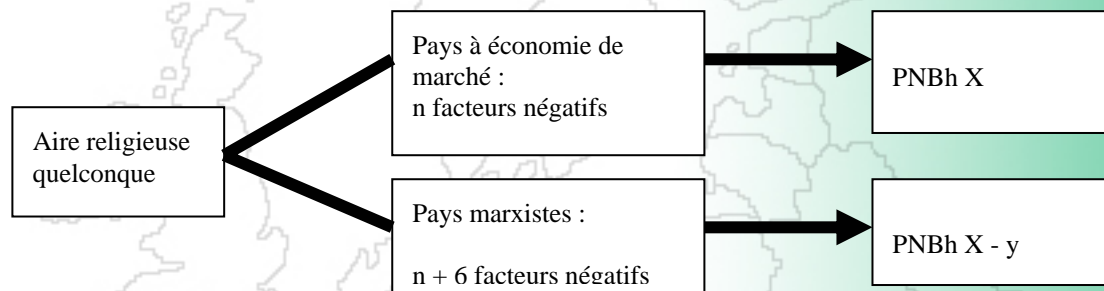 Aire religieuse
quelconque
Pays à économie de
marché :
n facteurs négatifs
PNBh X
Pays marxistes :
n + 6 facteurs négatifs
PNBh X - y